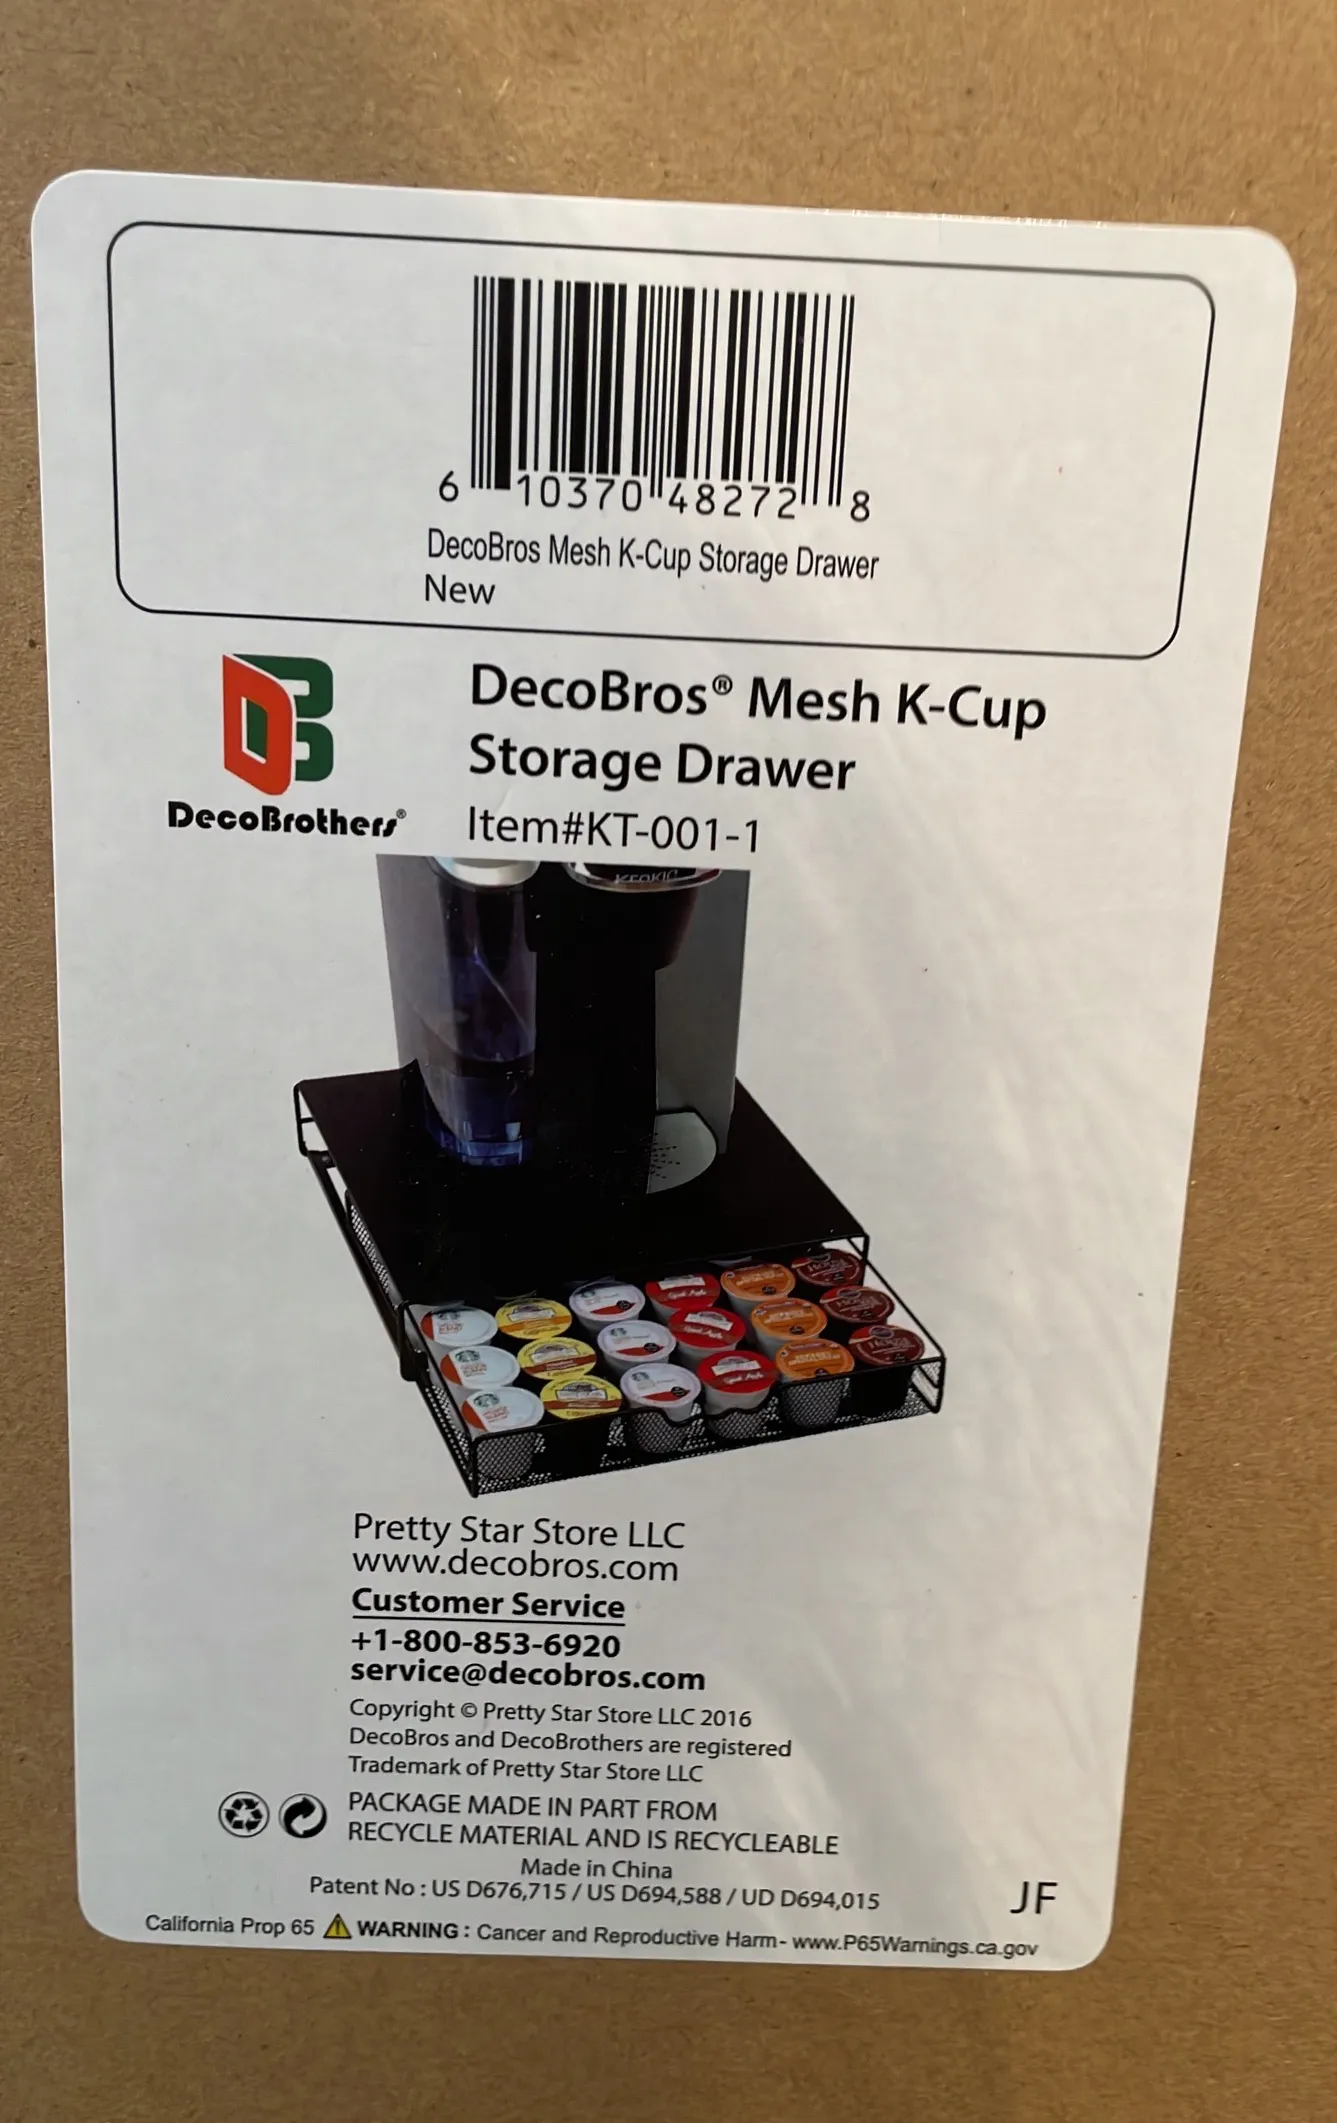 6 10370 48272 8
DecoBros Mesh K-Cup Storage Drawer
New
DB
DecoBrothers®
DecoBros® Mesh K-Cup
Storage Drawer
Item#KT-001-1
Pretty Star Store LLC
www.decobros.com
Customer Service
+1-800-853-6920
service@decobros.com
Copyright © Pretty Star Store LLC 2016
DecoBros and DecoBrothers are registered
Trademark of Pretty Star Store LLC
PACKAGE MADE IN PART FROM
RECYCLE MATERIAL AND IS RECYCLEABLE
Made in China
Patent No : US D676,715 / US D694,588 / UD D694,015
JF
California Prop 65 ⚠ WARNING : Cancer and Reproductive Harm- www.P65Warnings.ca.gov